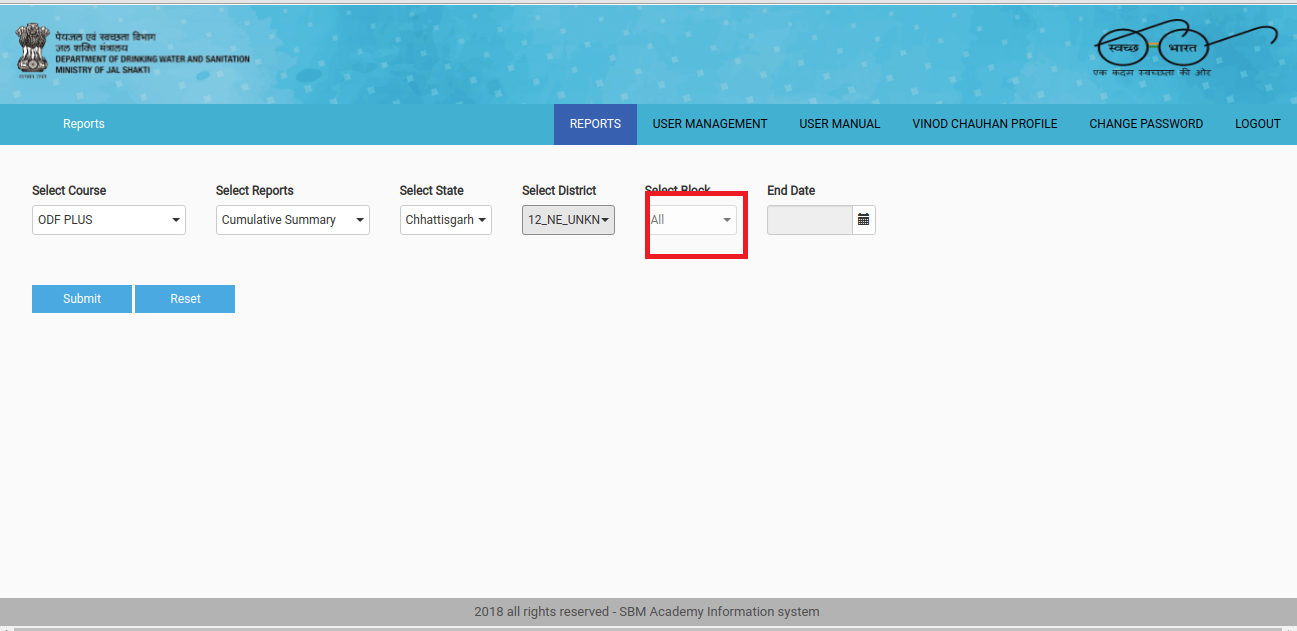 पेयजल एवं स्वच्छता विभाग
जल शक्ति मंत्रालय
DEPARTMENT OF DRINKING WATER AND SANITATION
MINISTRY OF JAL SHAKTI
स्वच्छ भारत
एक कदम स्वच्छता की ओर
Reports
REPORTS
USER MANAGEMENT
USER MANUAL
VINOD CHAUHAN PROFILE
CHANGE PASSWORD
LOGOUT
Select Course
Select Reports
Select State
Select District
Select Block
End Date
ODF PLUS
Cumulative Summary
Chhattisgarh
12_NE_UNKN
All
Submit
Reset
2018 all rights reserved - SBM Academy Information system